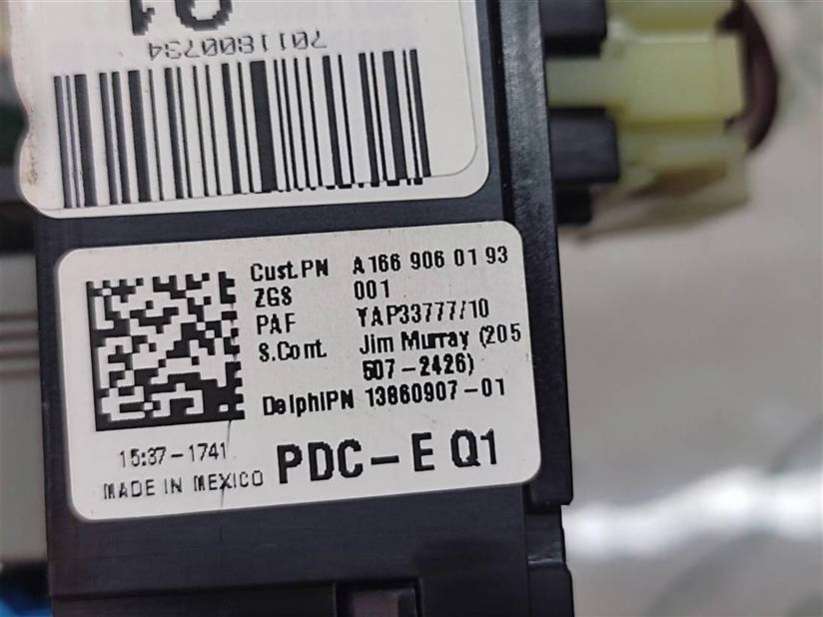 Q1
7011800734
Cust.PN A 166 906 01 93
ZGS 001
PAF YAP33777/10
S.Cont. Jim Murray (205
507-2426)
DelphiPN 13860907-01
15:37-1741
MADE IN MEXICO PDC-E Q1